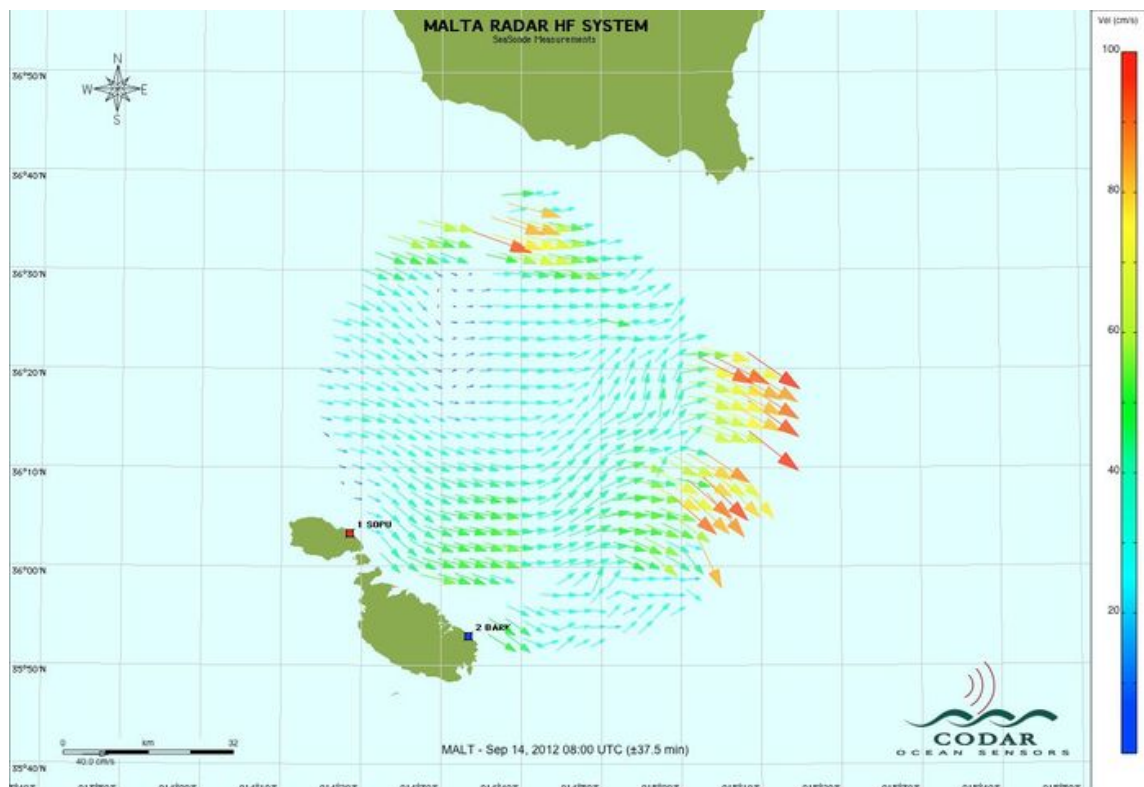 MALTA RADAR HF SYSTEM
SeaSonde Measurements
Vel (cm/s)
100
80
60
40
20
N
W
E
S
36°50'N
36°40'N
36°30'N
36°20'N
36°10'N
36°00'N
35°50'N
35°40'N
1 SOPU
2 BARK
0 km 32
40.0 cm/s
MALT - Sep 14, 2012 08:00 UTC (±37.5 min)
CODAR
OCEAN SENSORS